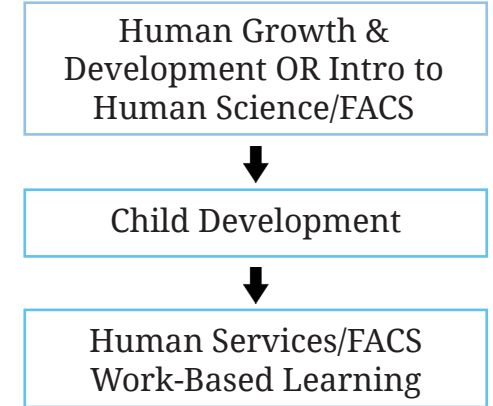 Human Growth &
Development OR Intro to
Human Science/FACS
Child Development
Human Services/FACS
Work-Based Learning